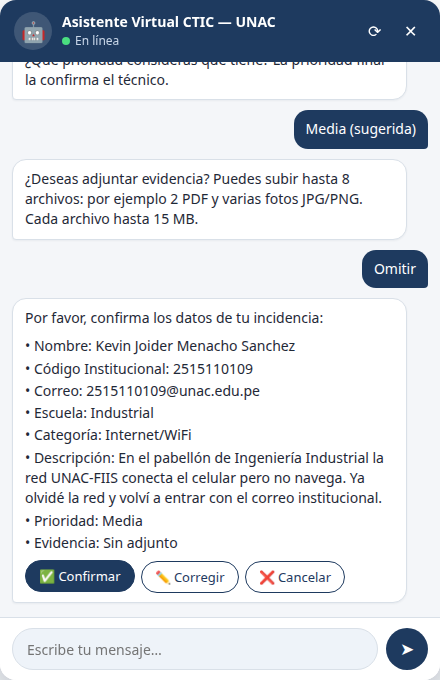 Asistente Virtual CTIC — UNAC
En línea
¿Qué prioridad consideras que tiene? La prioridad final
la confirma el técnico.
Media (sugerida)
¿Deseas adjuntar evidencia? Puedes subir hasta 8
archivos: por ejemplo 2 PDF y varias fotos JPG/PNG.
Cada archivo hasta 15 MB.
Omitir
Por favor, confirma los datos de tu incidencia:
• Nombre: Kevin Joider Menacho Sanchez
• Código Institucional: 2515110109
• Correo: 2515110109@unac.edu.pe
• Escuela: Industrial
• Categoría: Internet/WiFi
• Descripción: En el pabellón de Ingeniería Industrial la
red UNAC-FIIS conecta el celular pero no navega. Ya
olvidé la red y volví a entrar con el correo institucional.
• Prioridad: Media
• Evidencia: Sin adjunto
✅ Confirmar
✏️ Corregir
❌ Cancelar
Escribe tu mensaje...